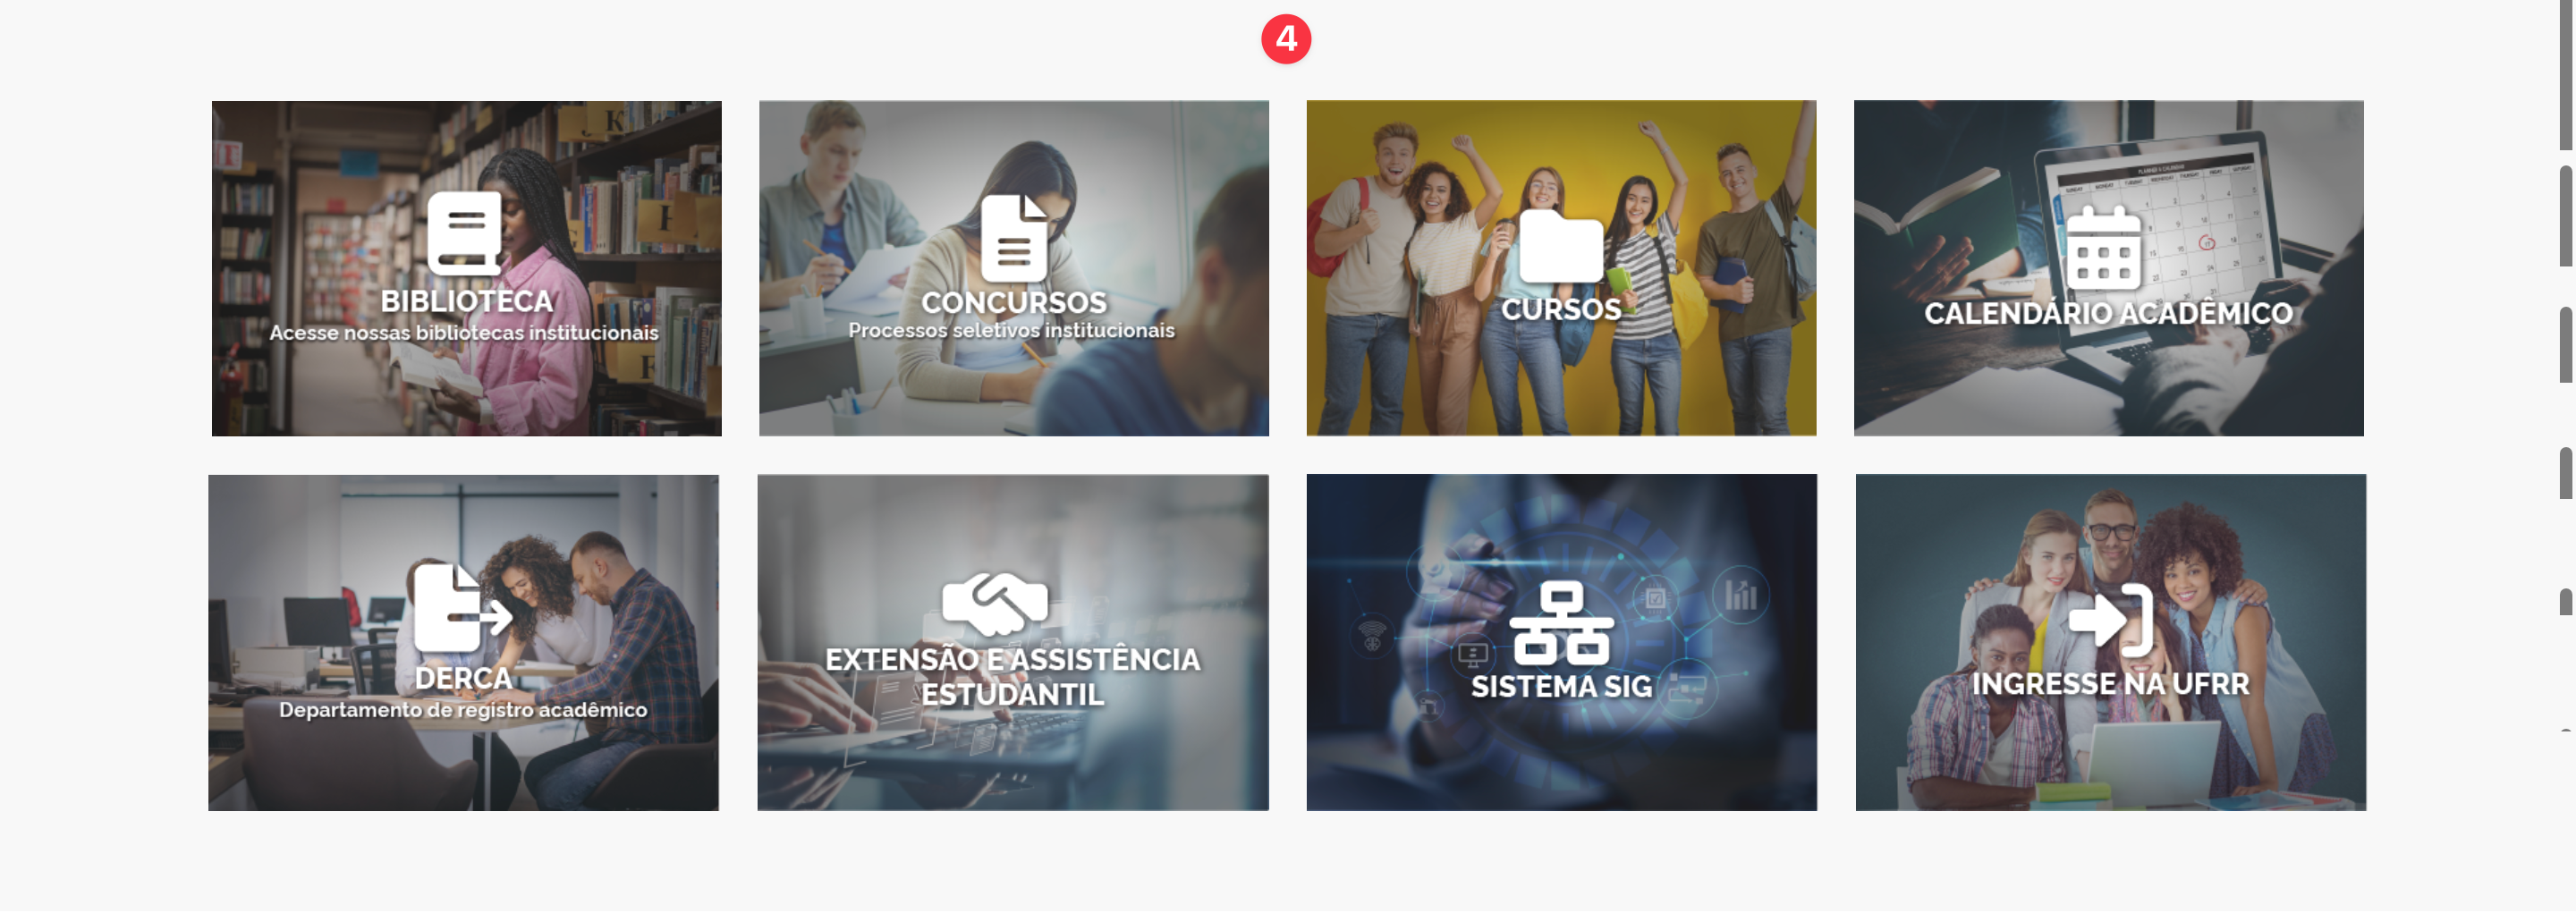 4
BIBLIOTECA
Acesse nossas bibliotecas institucionais
CONCURSOS
Processos seletivos institucionais
CURSOS
CALENDÁRIO ACADÊMICO
DERCA
Departamento de registro acadêmico
EXTENSÃO E ASSISTÊNCIA
ESTUDANTIL
SISTEMA SIG
INGRESSE NA UFRR